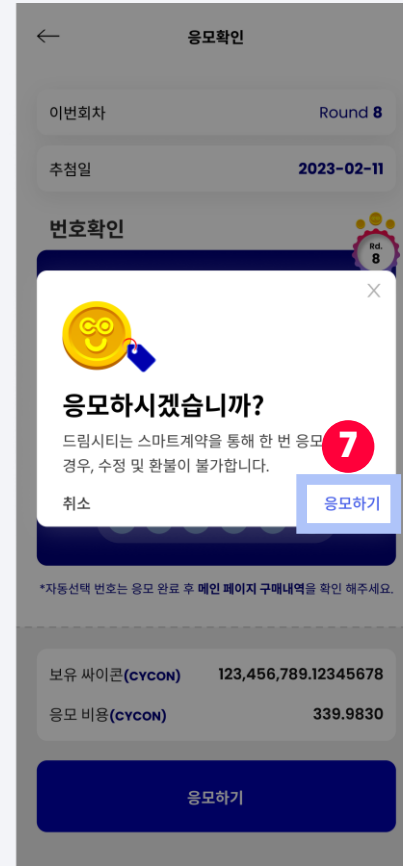 응모확인
이번회차 Round 8
추첨일 2023-02-11
번호확인
Rd.
8
응모하시겠습니까?
드림시티는 스마트계약을 통해 한 번 응모
7
경우, 수정 및 환불이 불가합니다.
취소 응모하기
*자동선택 번호는 응모 완료 후 메인 페이지 구매내역을 확인 해주세요.
보유 싸이콘(CYCON) 123,456,789.12345678
응모 비용(CYCON) 339.9830
응모하기